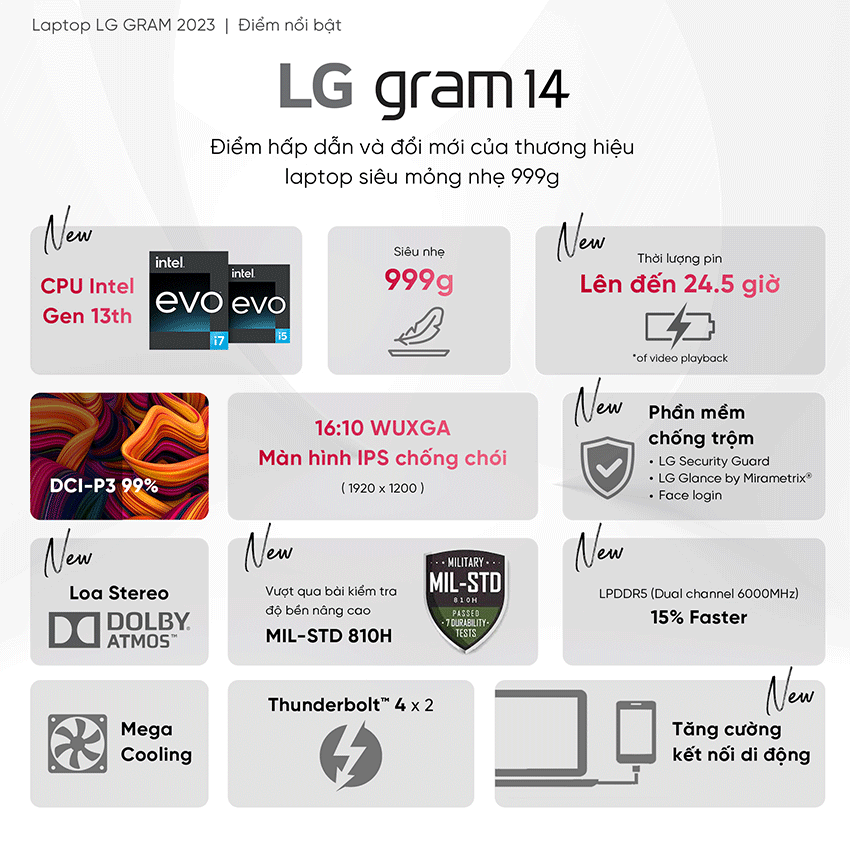 Laptop LG GRAM 2023 | Điểm nổi bật
LG gram 14
Điểm hấp dẫn và đổi mới của thương hiệu
laptop siêu mỏng nhẹ 999g
New
CPU Intel
Gen 13th
intel.
evo
i7
intel.
evo
i5
Siêu nhẹ
999g
New
Thời lượng pin
Lên đến 24.5 giờ
*of video playback
DCI-P3 99%
16:10 WUXGA
Màn hình IPS chống chói
( 1920 x 1200 )
New
Phần mềm
chống trộm
• LG Security Guard
• LG Glance by Mirametrix®
• Face login
New
Loa Stereo
DOLBY
ATMOS™
New
Vượt qua bài kiểm tra
độ bền nâng cao
MIL-STD 810H
MILITARY
MIL-STD
810H
PASSED
• 7 DURABILITY •
TESTS
New
LPDDR5 (Dual channel 6000MHz)
15% Faster
Mega
Cooling
Thunderbolt™ 4 x 2
New
Tăng cường
kết nối di động